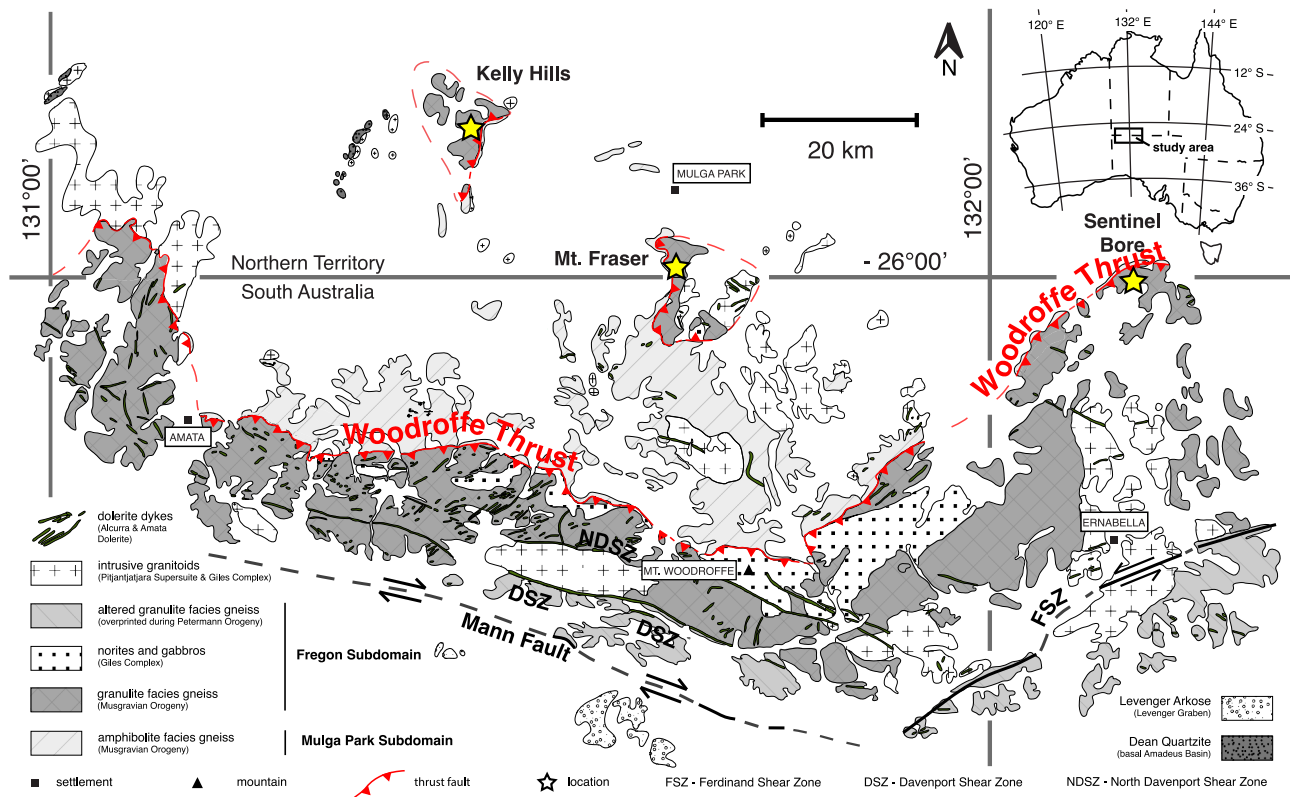 120° E
132° E
144° E
12° S
24° S
study area
36° S
N
Kelly Hills
20 km
MULGA PARK
131°00’
132°00’
Sentinel
Bore
Mt. Fraser
- 26°00’
Northern Territory
South Australia
Woodroffe Thrust
Woodroffe Thrust
AMATA
NDSZ
MT. WOODROFFE
ERNABELLA
DSZ
DSZ
FSZ
Mann Fault
dolerite dykes
(Alcurra & Amata
Dolerite)
intrusive granitoids
(Pitjantjatjara Supersuite & Giles Complex)
altered granulite facies gneiss
(overprinted during Petermann Orogeny)
norites and gabbros
(Giles Complex)
Fregon Subdomain
granulite facies gneiss
(Musgravian Orogeny)
amphibolite facies gneiss
(Musgravian Orogeny)
Mulga Park Subdomain
Levenger Arkose
(Levenger Graben)
Dean Quartzite
(basal Amadeus Basin)
settlement
mountain
thrust fault
location
FSZ - Ferdinand Shear Zone
DSZ - Davenport Shear Zone
NDSZ - North Davenport Shear Zone